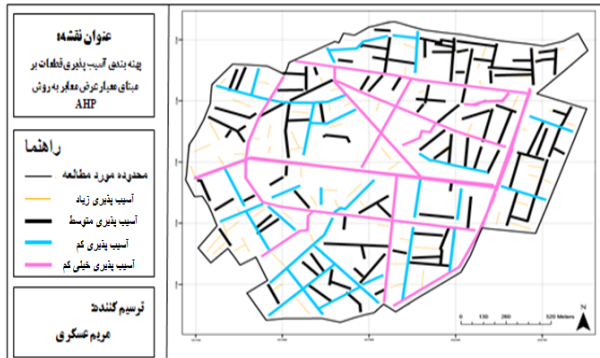 عنوان نقشه:
پهنه بندی آسیب پذیری قطعات بر
مبنای معیار عرض معابر به روش
AHP
راهنما
محدوده مورد مطالعه
آسیب پذیری زیاد
آسیب پذیری متوسط
آسیب پذیری کم
آسیب پذیری خیلی کم
ترسیم کننده:
مریم عسکری
0 130 260 520 Meters
N